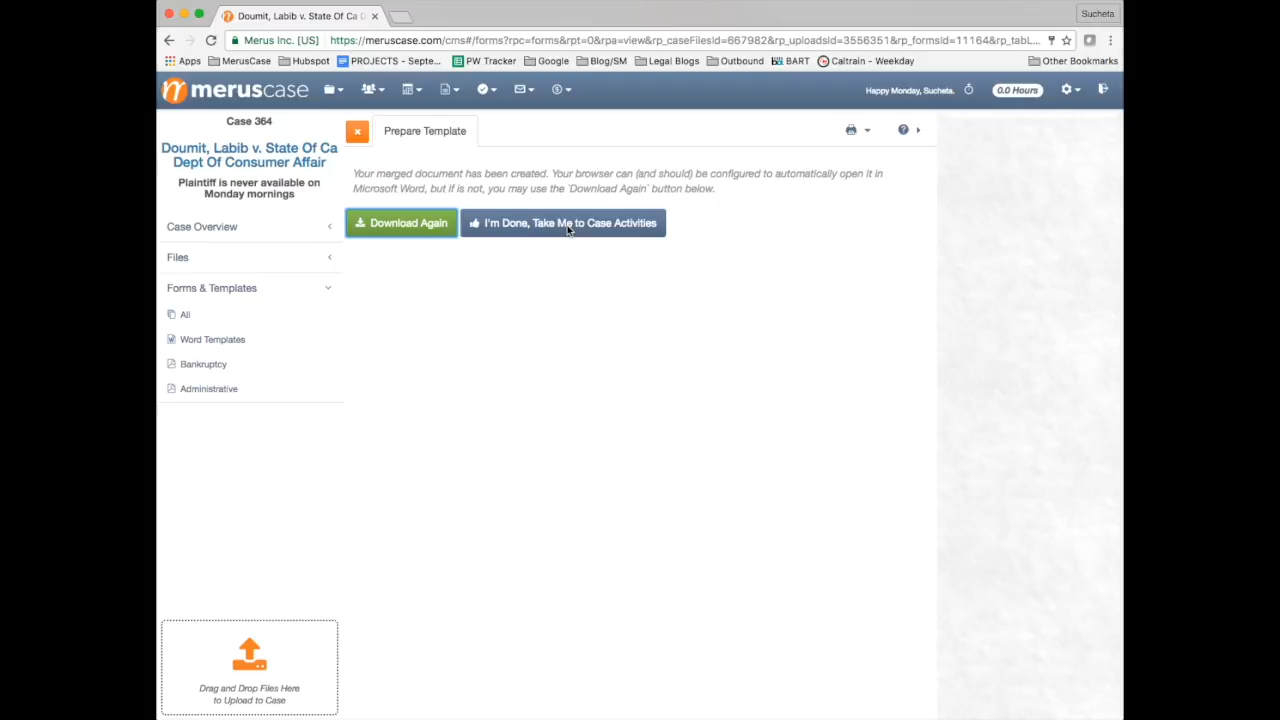 Doumit, Labib v. State Of Ca D
Sucheta
Merus Inc. [US] https://meruscase.com/cms#/forms?rpc=forms&rpt=0&rpa=view&rp_caseFilesId=667982&rp_uploadsId=3556351&rp_formsId=11164&rp_tabL...
Apps MerusCase Hubspot PROJECTS - Septe... PW Tracker Google Blog/SM Legal Blogs Outbound BART Caltrain - Weekday Other Bookmarks
meruscase Happy Monday, Sucheta. 0.0 Hours
Case 364
Doumit, Labib v. State Of Ca
Dept Of Consumer Affair
Plaintiff is never available on
Monday mornings
Case Overview
Files
Forms & Templates
All
Word Templates
Bankruptcy
Administrative
Prepare Template
Your merged document has been created. Your browser can (and should) be configured to automatically open it in
Microsoft Word, but if is not, you may use the `Download Again` button below.
Download Again I'm Done, Take Me to Case Activities
Drag and Drop Files Here
to Upload to Case